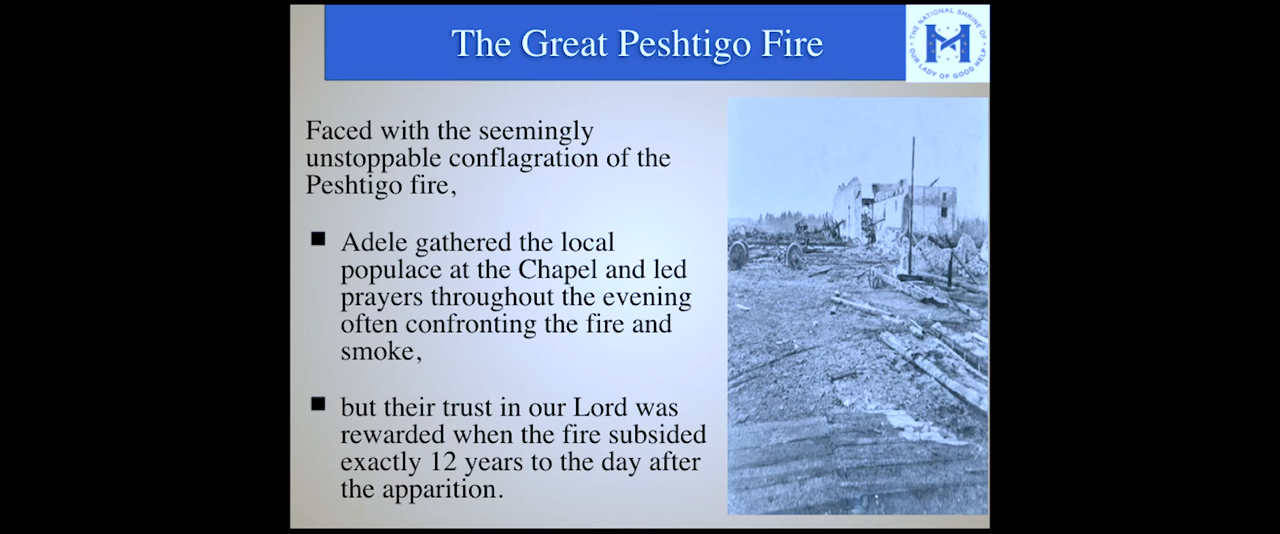 The Great Peshtigo Fire
THE NATIONAL SHRINE OF
OUR LADY OF GOOD HELP
Faced with the seemingly
unstoppable conflagration of the
Peshtigo fire,
Adele gathered the local
populace at the Chapel and led
prayers throughout the evening
often confronting the fire and
smoke,
but their trust in our Lord was
rewarded when the fire subsided
exactly 12 years to the day after
the apparition.